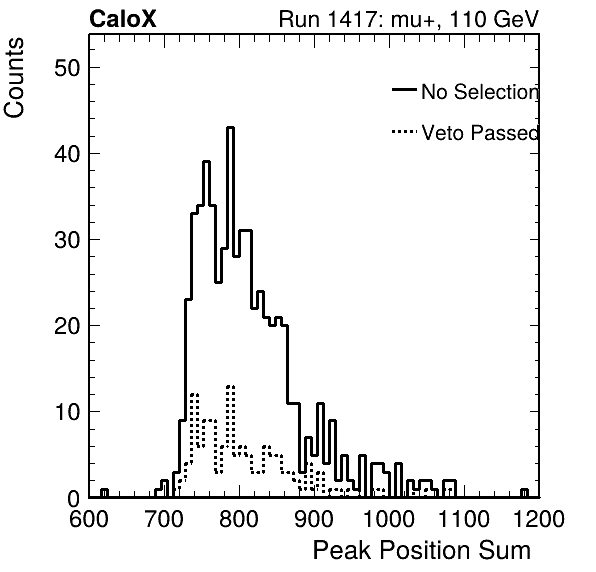 CaloX Run 1417: mu+, 110 GeV
Counts
50
No Selection
Veto Passed
40
30
20
10
0
600 700 800 900 1000 1100 1200
Peak Position Sum